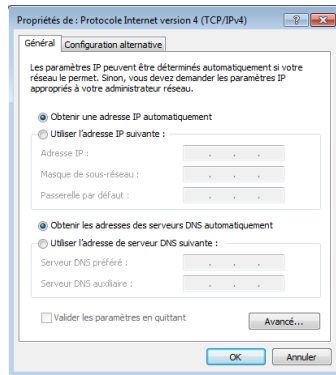 Propriétés de : Protocole Internet version 4 (TCP/IPv4)
Général
Configuration alternative
Les paramètres IP peuvent être déterminés automatiquement si votre
réseau le permet. Sinon, vous devez demander les paramètres IP
appropriés à votre administrateur réseau.
Obtenir une adresse IP automatiquement
Utiliser l'adresse IP suivante :
Adresse IP :
Masque de sous-réseau :
Passerelle par défaut :
Obtenir les adresses des serveurs DNS automatiquement
Utiliser l'adresse de serveur DNS suivante :
Serveur DNS préféré :
Serveur DNS auxiliaire :
Valider les paramètres en quittant
Avancé...
OK
Annuler